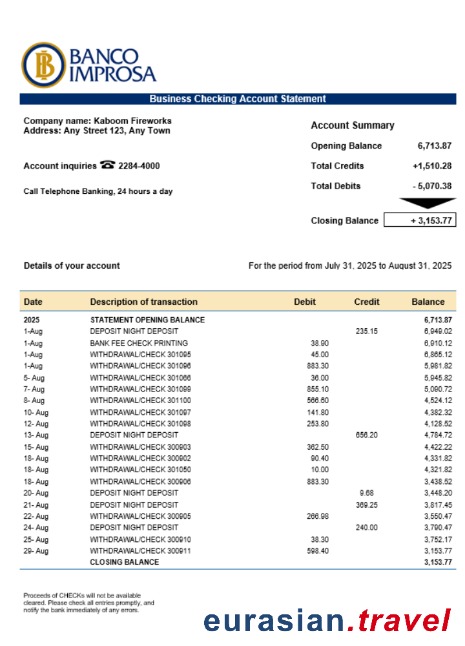 BANCO
IMPROSA
Business Checking Account Statement
Company name: Kaboom Fireworks
Address: Any Street 123, Any Town
Account inquiries ☎ 2284-4000
Call Telephone Banking, 24 hours a day
Account Summary
Opening Balance 6,713.87
Total Credits +1,510.28
Total Debits - 5,070.38
Closing Balance + 3,153.77
Details of your account For the period from July 31, 2025 to August 31, 2025
Date Description of transaction Debit Credit Balance
2025 STATEMENT OPENING BALANCE 6,713.87
1-Aug DEPOSIT NIGHT DEPOSIT 235.15 6,949.02
1-Aug BANK FEE CHECK PRINTING 38.90 6,910.12
1-Aug WITHDRAWAL/CHECK 301095 45.00 6,865.12
1-Aug WITHDRAWAL/CHECK 301096 883.30 5,981.82
5- Aug WITHDRAWAL/CHECK 301066 36.00 5,945.82
7- Aug WITHDRAWAL/CHECK 301099 855.10 5,090.72
8- Aug WITHDRAWAL/CHECK 301100 566.60 4,524.12
10- Aug WITHDRAWAL/CHECK 301097 141.80 4,382.32
12- Aug WITHDRAWAL/CHECK 301098 253.80 4,128.52
13- Aug DEPOSIT NIGHT DEPOSIT 656.20 4,784.72
15- Aug WITHDRAWAL/CHECK 300903 362.50 4,422.22
18- Aug WITHDRAWAL/CHECK 300902 90.40 4,331.82
18- Aug WITHDRAWAL/CHECK 301050 10.00 4,321.82
18- Aug WITHDRAWAL/CHECK 300906 883.30 3,438.52
20- Aug DEPOSIT NIGHT DEPOSIT 9.68 3,448.20
21- Aug DEPOSIT NIGHT DEPOSIT 369.25 3,817.45
22- Aug WITHDRAWAL/CHECK 300905 266.98 3,550.47
24- Aug DEPOSIT NIGHT DEPOSIT 240.00 3,790.47
25- Aug WITHDRAWAL/CHECK 300910 38.30 3,752.17
29- Aug WITHDRAWAL/CHECK 300911 598.40 3,153.77
CLOSING BALANCE 3,153.77
Proceeds of CHECKs will not be available
cleared. Please check all entries promptly, and
notify the bank immediately of any errors.
eurasian.travel